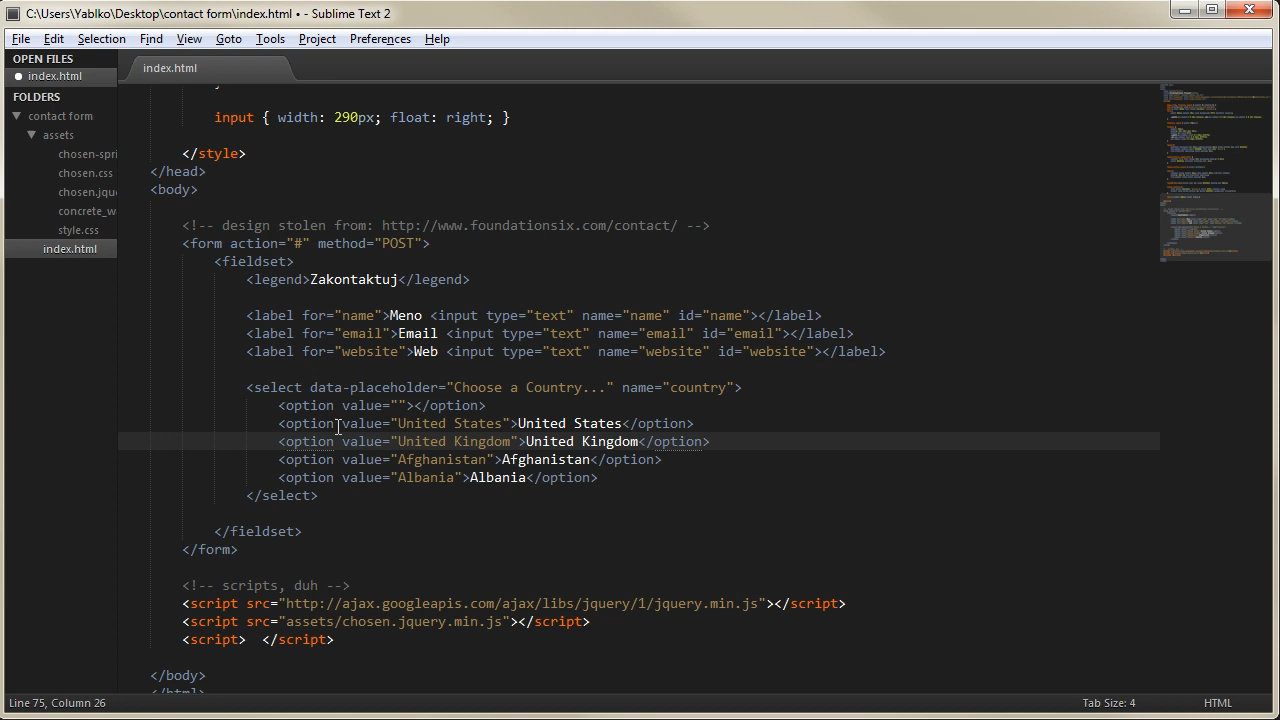 C:\Users\Yablko\Desktop\contact form\index.html • - Sublime Text 2
File Edit Selection Find View Goto Tools Project Preferences Help
OPEN FILES
index.html
FOLDERS
contact form
assets
chosen-spri
chosen.css
chosen.jque
concrete_wa
style.css
index.html
index.html
}
input { width: 290px; float: right; }
</style>
</head>
<body>
<!-- design stolen from: http://www.foundationsix.com/contact/ -->
<form action="#" method="POST">
<fieldset>
<legend>Zakontaktuj</legend>
<label for="name">Meno <input type="text" name="name" id="name"></label>
<label for="email">Email <input type="text" name="email" id="email"></label>
<label for="website">Web <input type="text" name="website" id="website"></label>
<select data-placeholder="Choose a Country..." name="country">
<option value=""></option>
<option value="United States">United States</option>
<option value="United Kingdom">United Kingdom</option>
<option value="Afghanistan">Afghanistan</option>
<option value="Albania">Albania</option>
</select>
</fieldset>
</form>
<!-- scripts, duh -->
<script src="http://ajax.googleapis.com/ajax/libs/jquery/1/jquery.min.js"></script>
<script src="assets/chosen.jquery.min.js"></script>
<script>  </script>
</body>
</html>
Line 75, Column 26
Tab Size: 4
HTML